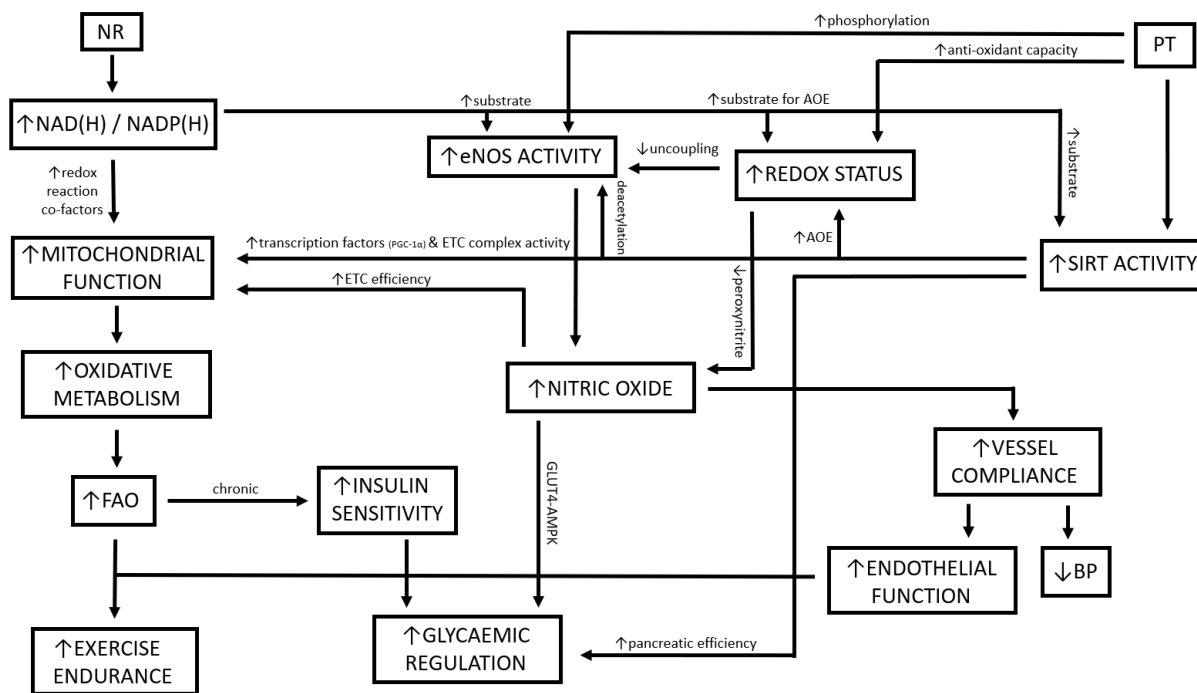 ↑phosphorylation
NR
PT
↑anti-oxidant capacity
↑substrate
↑substrate for AOE
↑NAD(H) / NADP(H)
↑eNOS ACTIVITY
↓uncoupling
↑REDOX STATUS
↑substrate
↑redox
reaction
co-factors
deacetylation
↑transcription factors (PGC-1α) & ETC complex activity
↑AOE
↑MITOCHONDRIAL
FUNCTION
↑SIRT ACTIVITY
↑ETC efficiency
↓peroxynitrite
↑OXIDATIVE
METABOLISM
↑NITRIC OXIDE
↑VESSEL
COMPLIANCE
↑FAO
chronic
↑INSULIN
SENSITIVITY
GLUT4-AMPK
↑ENDOTHELIAL
FUNCTION
↓BP
↑EXERCISE
ENDURANCE
↑GLYCAEMIC
REGULATION
↑pancreatic efficiency